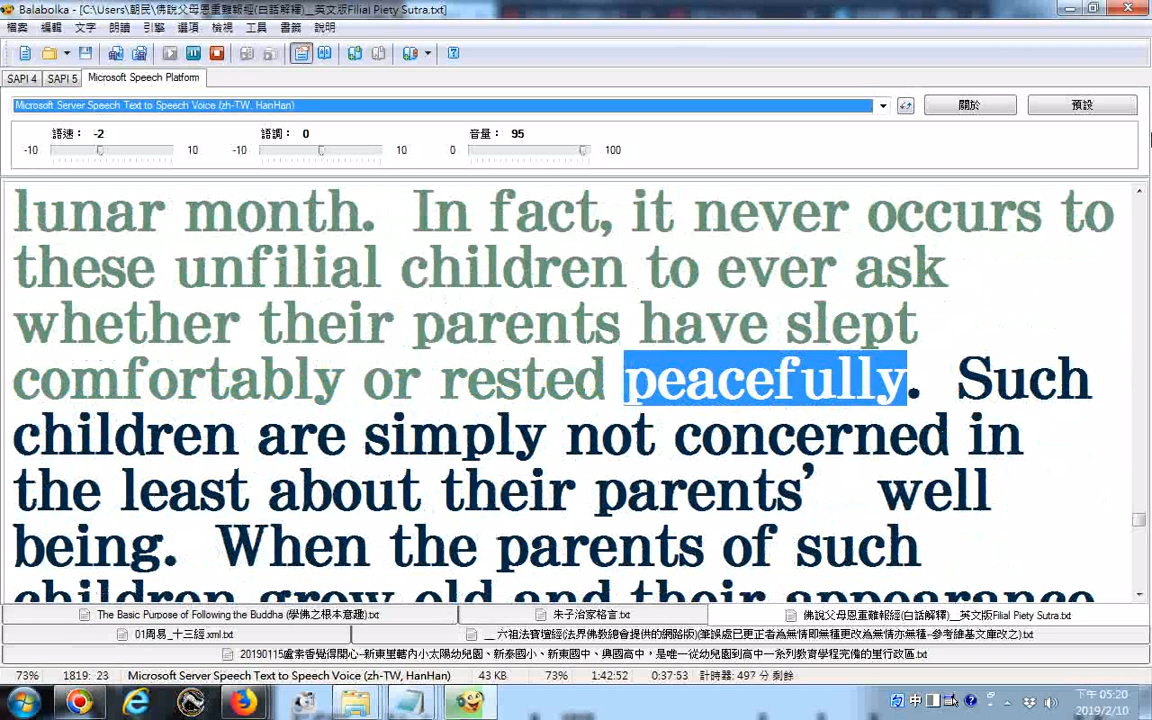 Balabolka - [C:\Users\朝民\佛說父母恩重難報經(白話解釋)__英文版Filial Piety Sutra.txt]
檔案 編輯 文字 朗讀 引擎 選項 檢視 工具 書籤 說明
SAPI 4 SAPI 5 Microsoft Speech Platform
Microsoft Server Speech Text to Speech Voice (zh-TW, HanHan) 關於 預設
語速： -2 語調： 0 音量： 95
-10 10 -10 10 0 100
lunar month. In fact, it never occurs to
these unfilial children to ever ask
whether their parents have slept
comfortably or rested peacefully. Such
children are simply not concerned in
the least about their parents’ well
being. When the parents of such
children grow old and their appearance
The Basic Purpose of Following the Buddha (學佛之根本意趣).txt 朱子治家格言.txt 佛說父母恩重難報經(白話解釋)__英文版Filial Piety Sutra.txt
01周易_十三經.xml.txt __六祖法寶壇經(法界佛教總會提供的網路版)(筆誤處已更正者為無情即無種更改為無情亦無種-參考維基文庫改之).txt
20190115盧素香覺得開心-新東里轄內小太陽幼兒園、新泰國小、新東國中、興國高中，是唯一從幼兒園到高中一系列教育學程完備的里行政區.txt
73% 1819: 23 Microsoft Server Speech Text to Speech Voice (zh-TW, HanHan) 43 KB 73% 1:42:52 0:37:53 計時器: 497 分 剩餘
中 下午 05:20
2019/2/10